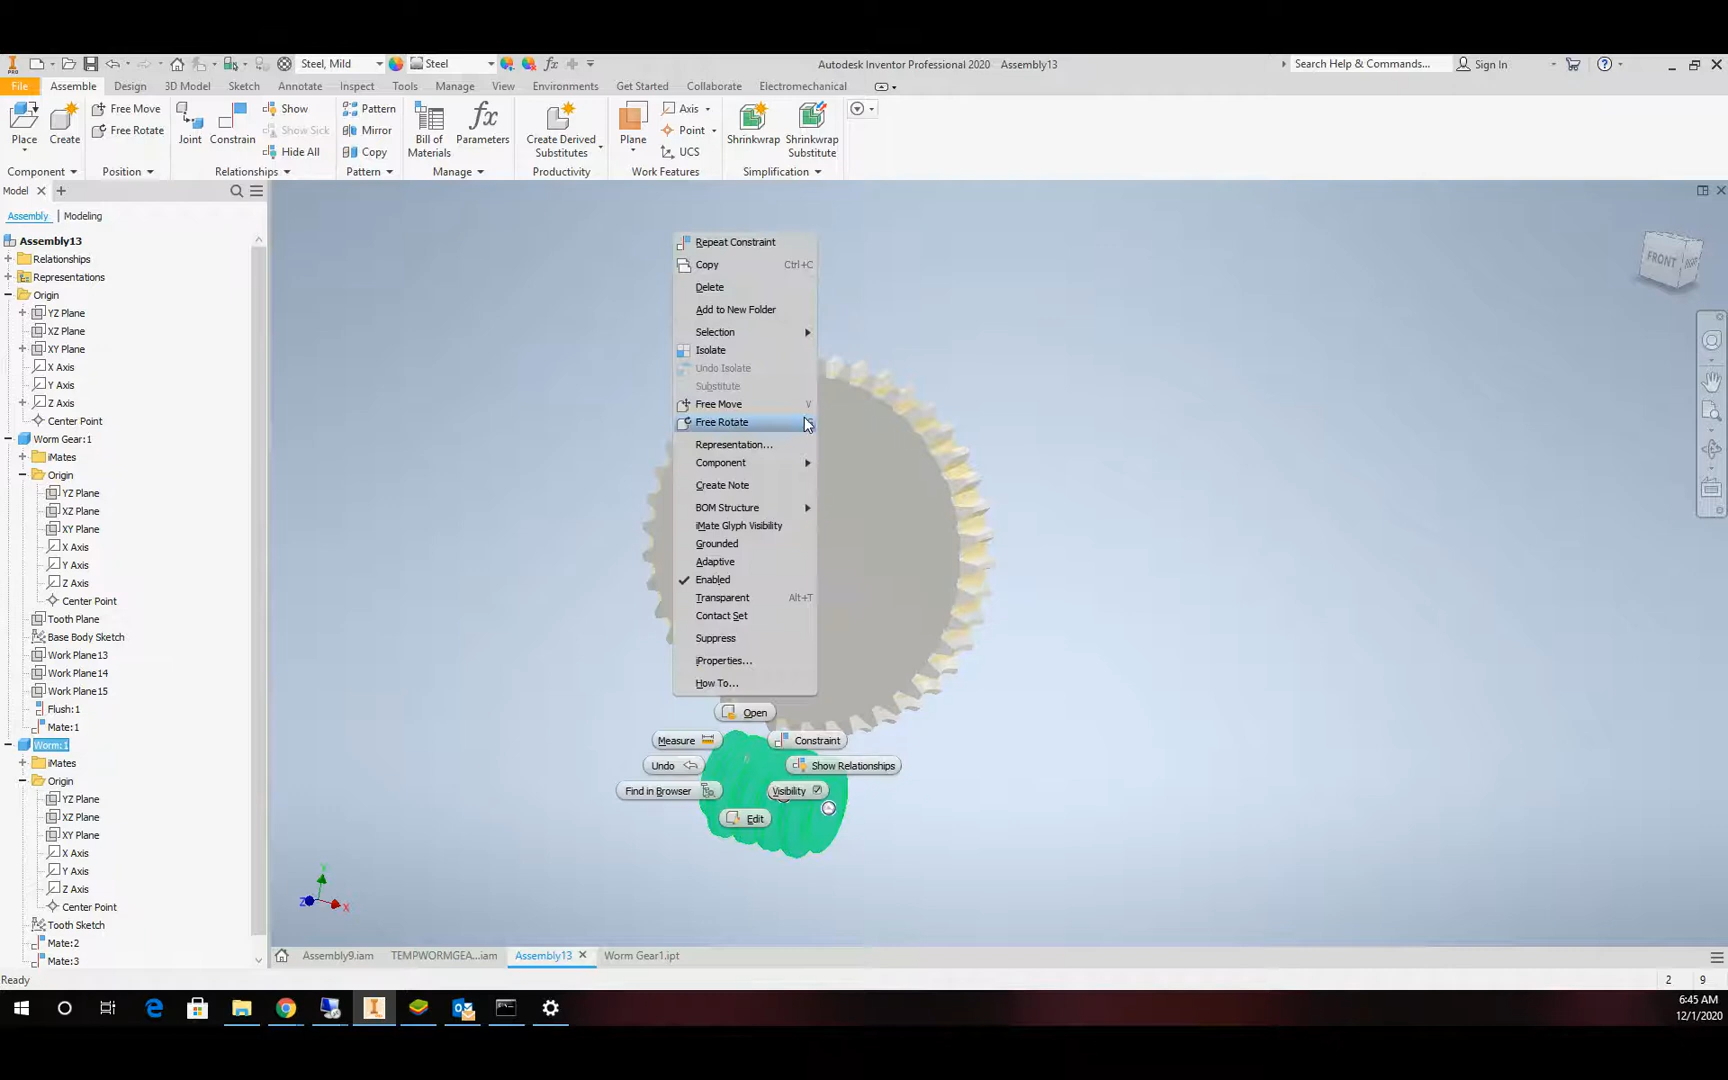 Steel, Mild
Steel
Autodesk Inventor Professional 2020 Assembly13
Search Help & Commands...
Sign In
File Assemble Design 3D Model Sketch Annotate Inspect Tools Manage View Environments Get Started Collaborate Electromechanical
Place
Create
Free Move
Free Rotate
Joint
Constrain
Show
Show Sick
Hide All
Pattern
Mirror
Copy
Bill of
Materials
Parameters
Create Derived
Substitutes
Plane
Axis
Point
UCS
Shrinkwrap
Shrinkwrap
Substitute
Component Position Relationships Pattern Manage Productivity Work Features Simplification
Model
Assembly Modeling
Assembly13
Relationships
Representations
Origin
YZ Plane
XZ Plane
XY Plane
X Axis
Y Axis
Z Axis
Center Point
Worm Gear:1
iMates
Origin
YZ Plane
XZ Plane
XY Plane
X Axis
Y Axis
Z Axis
Center Point
Tooth Plane
Base Body Sketch
Work Plane13
Work Plane14
Work Plane15
Flush:1
Mate:1
Worm:1
iMates
Origin
YZ Plane
XZ Plane
XY Plane
X Axis
Y Axis
Z Axis
Center Point
Tooth Sketch
Mate:2
Mate:3
Repeat Constraint
Copy Ctrl+C
Delete
Add to New Folder
Selection
Isolate
Undo Isolate
Substitute
Free Move V
Free Rotate
Representation...
Component
Create Note
BOM Structure
iMate Glyph Visibility
Grounded
Adaptive
Enabled
Transparent Alt+T
Contact Set
Suppress
iProperties...
How To...
Open
Measure
Constraint
Undo
Show Relationships
Find in Browser
Visibility
Edit
FRONT
Y
Z
X
Assembly9.iam TEMPWORMGEA...iam Assembly13 Worm Gear1.ipt
Ready
2 9
6:45 AM
12/1/2020